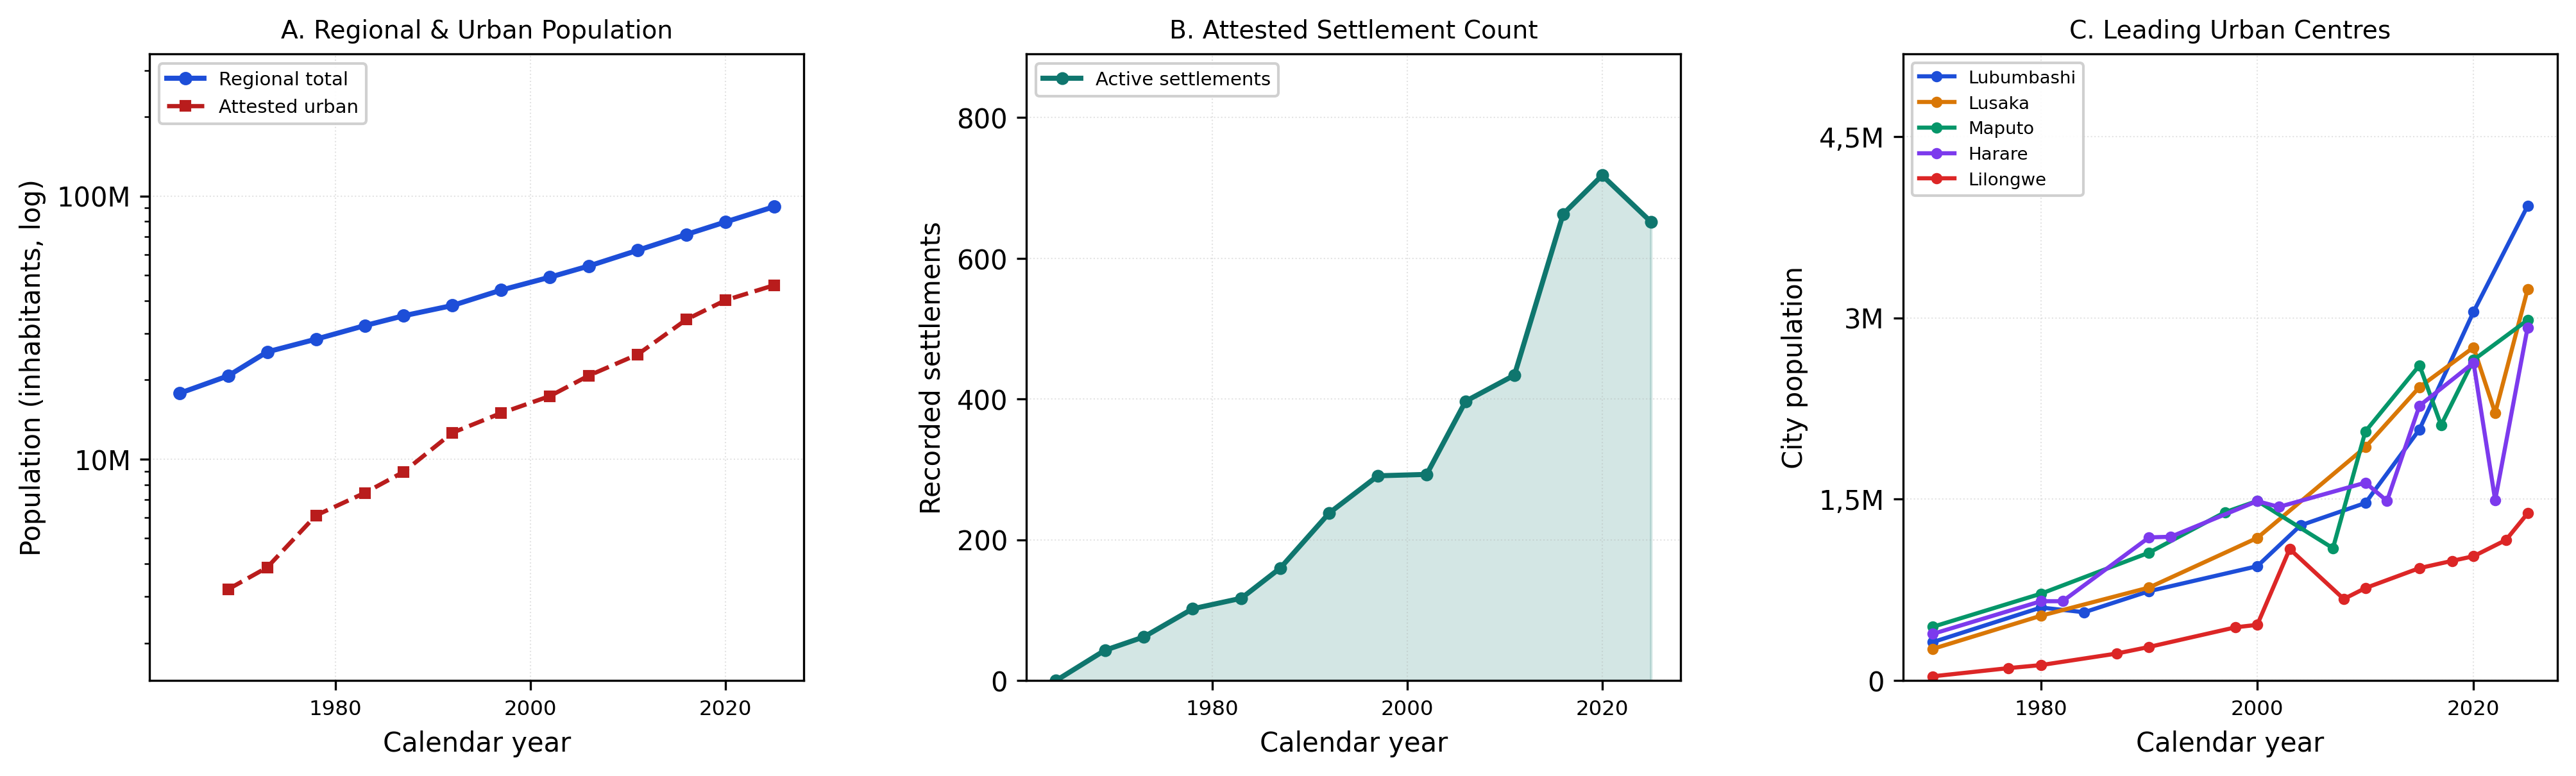 A. Regional & Urban Population
Regional total
Attested urban
Population (inhabitants, log)
100M
10M
1980
2000
2020
Calendar year
B. Attested Settlement Count
Active settlements
Recorded settlements
800
600
400
200
0
1980
2000
2020
Calendar year
C. Leading Urban Centres
Lubumbashi
Lusaka
Maputo
Harare
Lilongwe
City population
4,5M
3M
1,5M
0
1980
2000
2020
Calendar year